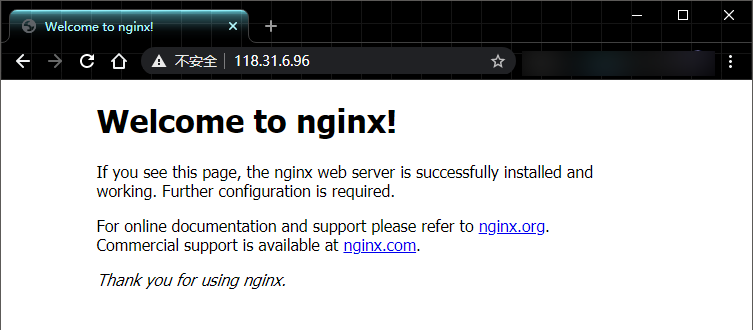 Welcome to nginx!
不安全 118.31.6.96
Welcome to nginx!
If you see this page, the nginx web server is successfully installed and
working. Further configuration is required.
For online documentation and support please refer to nginx.org.
Commercial support is available at nginx.com.
Thank you for using nginx.